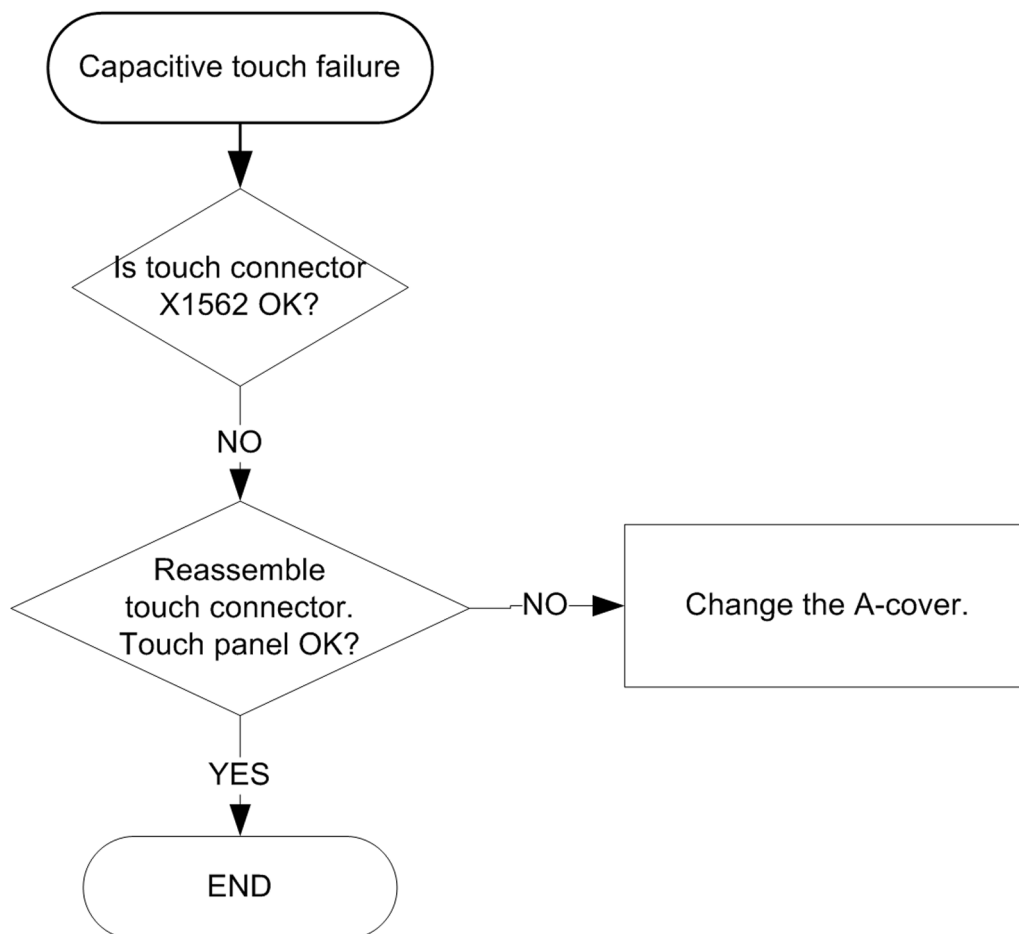 Capacitive touch failure
Is touch connector
X1562 OK?
NO
Reassemble
touch connector.
Touch panel OK?
NO
Change the A-cover.
YES
END